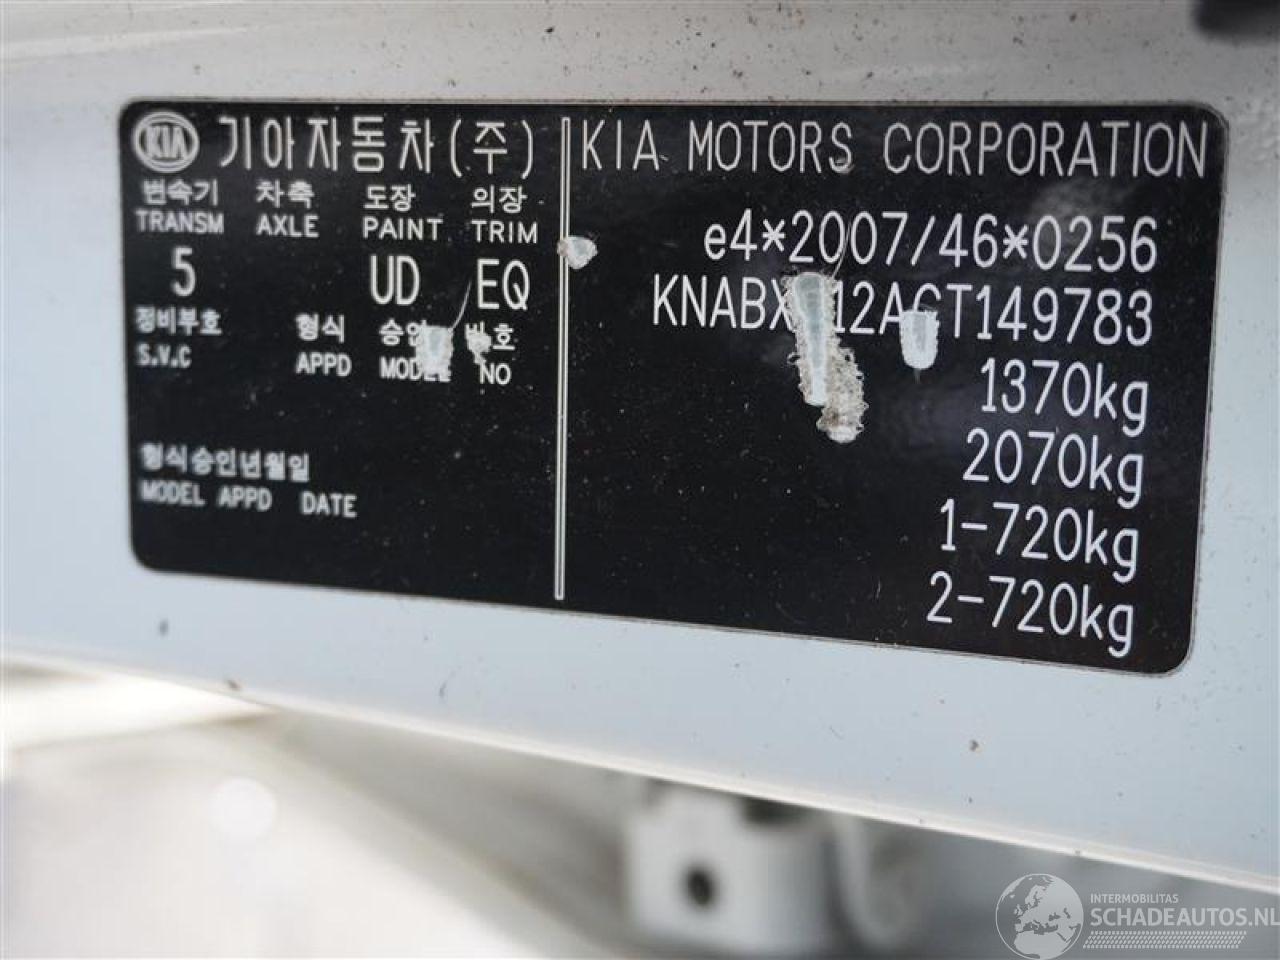 KIA 기아자동차(주)
변속기 차축 도장 의장
TRANSM AXLE PAINT TRIM
5 UD EQ
정비부호 형식
S.V.C APPD MODEL NO
형식승인년월일
MODEL APPD DATE
KIA MOTORS CORPORATION
e4*2007/46*0256
1370kg
2070kg
1-720kg
2-720kg
INTERMOBILITAS
SCHADEAUTOS.NL